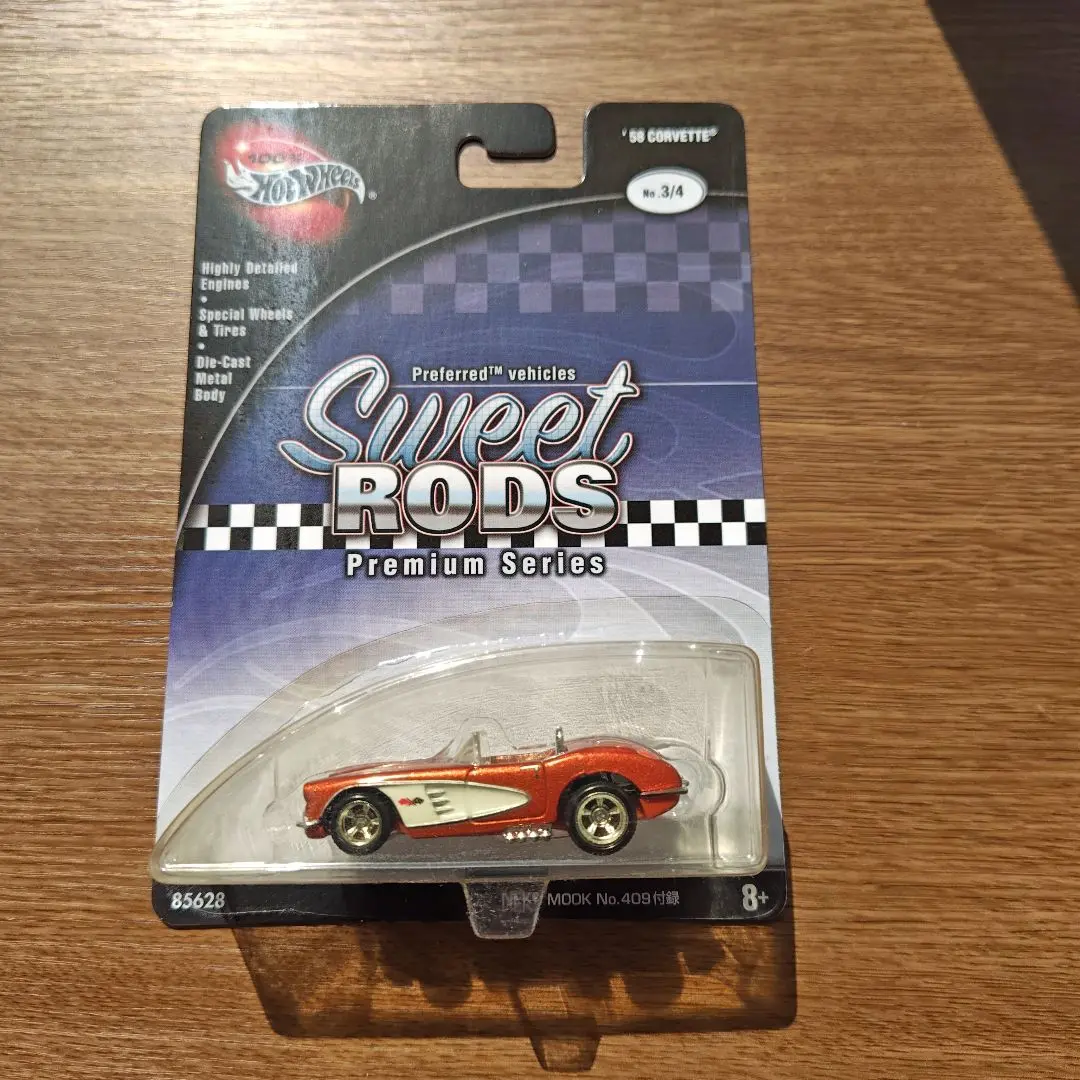 100%
HOT WHEELS®
'58 CORVETTE®
No.3/4
Highly Detailed
Engines
•
Special Wheels
& Tires
•
Die-Cast
Metal
Body
Preferred™ vehicles
Sweet
RODS
Premium Series
85628
MOOK No.409付録
8+